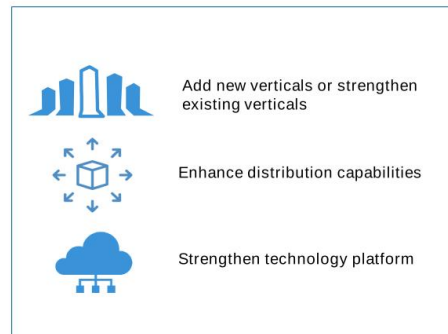 Add new verticals or strengthen
existing verticals
Enhance distribution capabilities
Strengthen technology platform